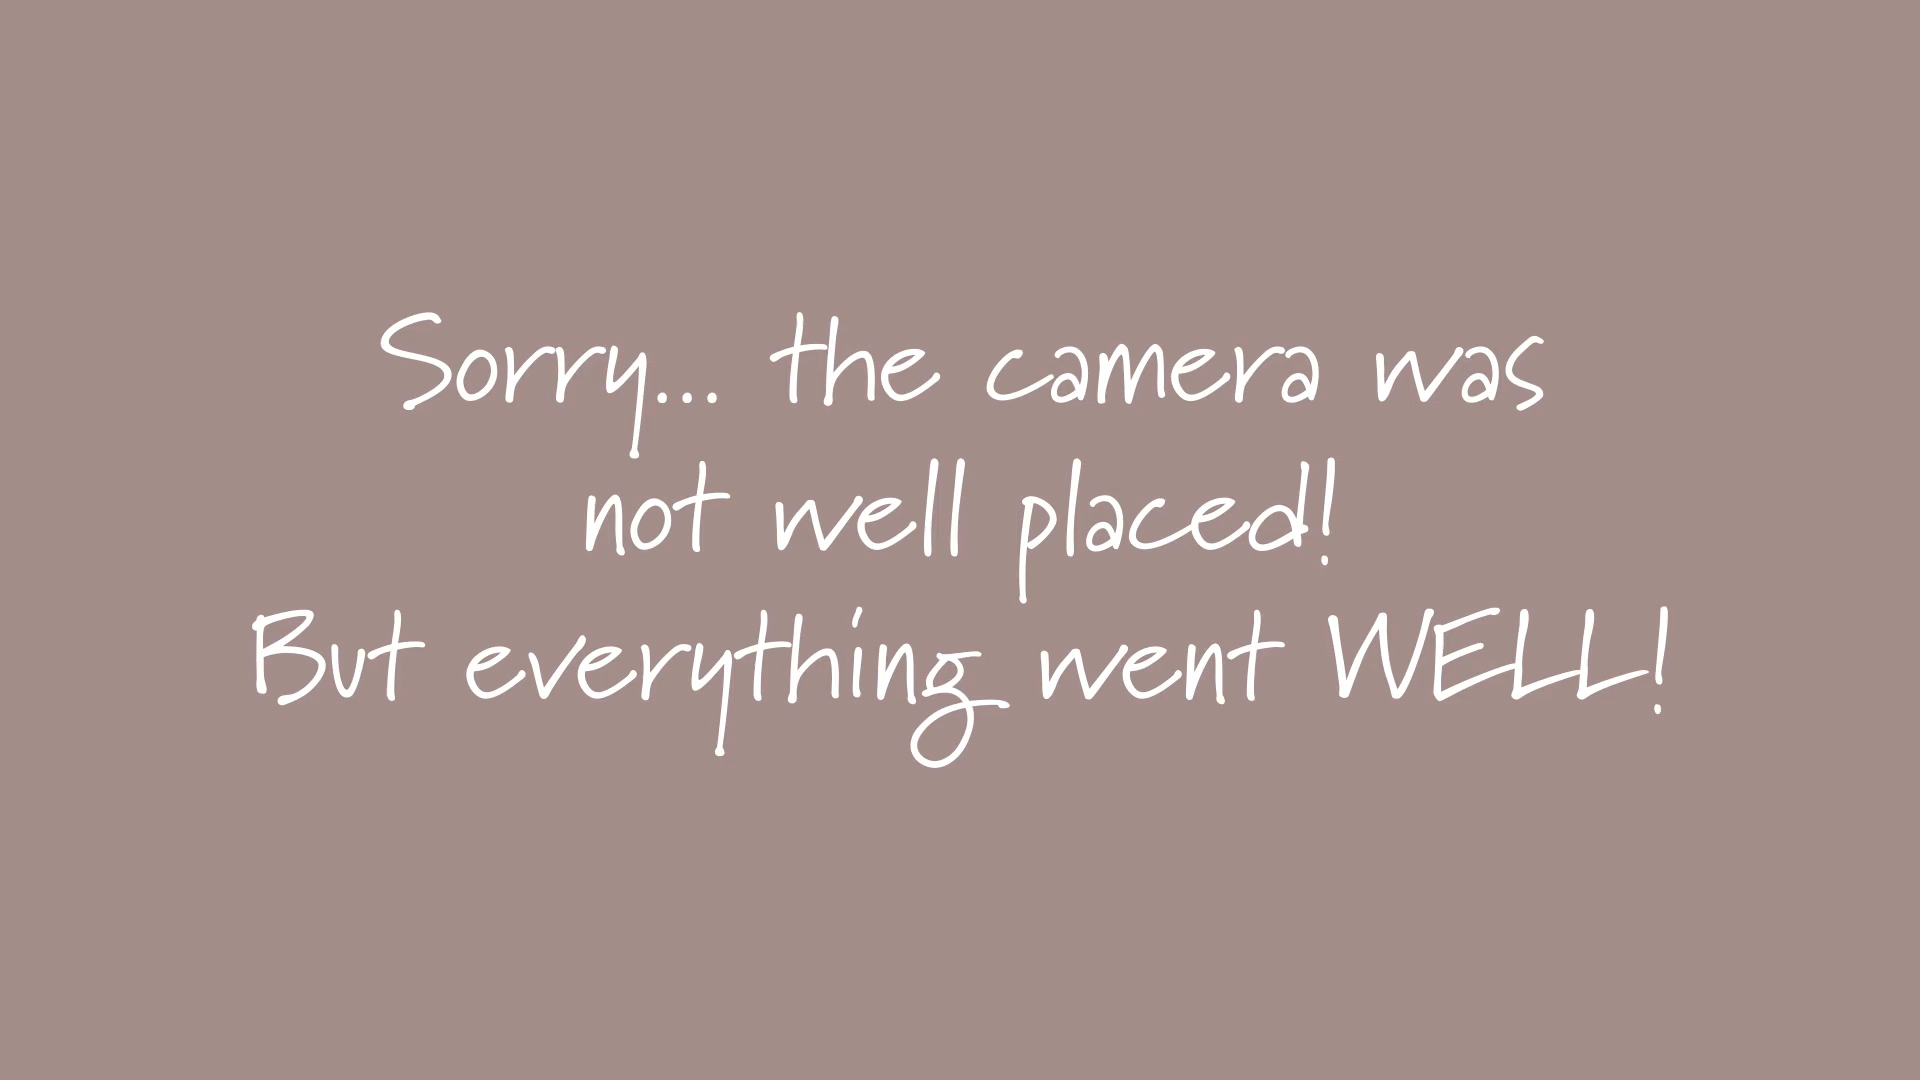 Sorry... the camera was
not well placed!
But everything went WELL!